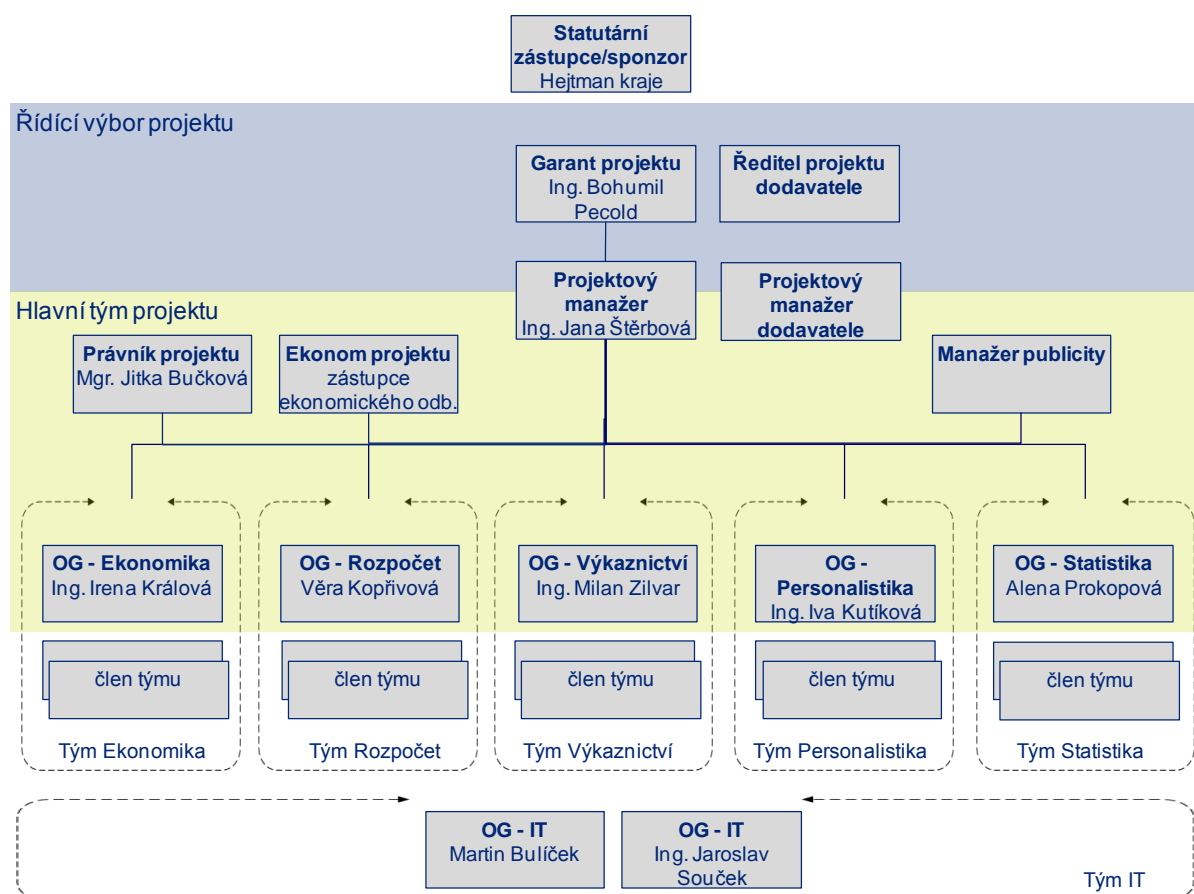 Statutární
zástupce/sponzor
Hejtman kraje
Řídící výbor projektu
Garant projektu
Ing. Bohumil
Pecold
Ředitel projektu
dodavatele
Projektový
manažer
Ing. Jana Štěrbová
Projektový
manažer
dodavatele
Hlavní tým projektu
Právník projektu
Mgr. Jitka Bučková
Ekonom projektu
zástupce
ekonomického odb.
Manažer publicity
OG - Ekonomika
Ing. Irena Králová
OG - Rozpočet
Věra Kopřivová
OG - Výkaznictví
Ing. Milan Zilvar
OG -
Personalistika
Ing. Iva Kutíková
OG - Statistika
Alena Prokopová
člen týmu
člen týmu
člen týmu
člen týmu
člen týmu
Tým Ekonomika
Tým Rozpočet
Tým Výkaznictví
Tým Personalistika
Tým Statistika
OG - IT
Martin Bulíček
OG - IT
Ing. Jaroslav
Souček
Tým IT